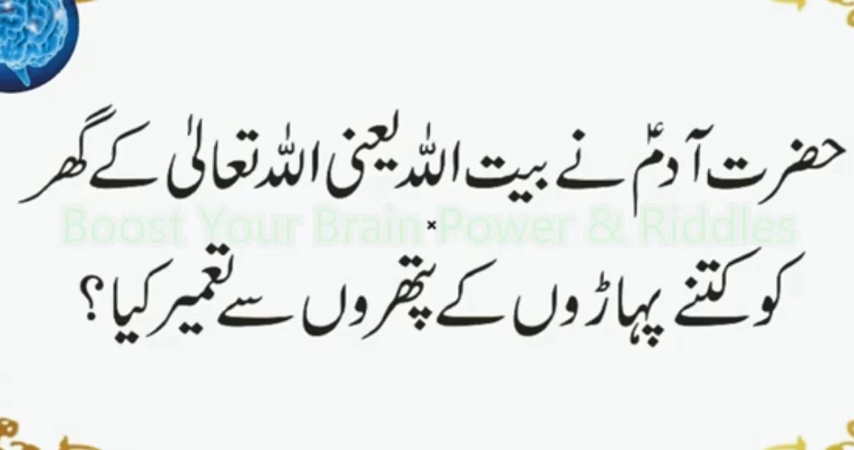 حضرت آدمؑ نے بیت اللہ یعنی اللہ تعالیٰ کے گھر
Boost Your Brain Power & Riddles
کو کتنے پہاڑوں کے پتھروں سے تعمیر کیا؟